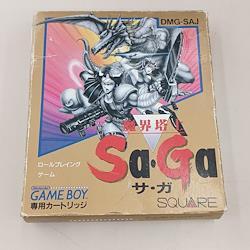 DMG-SAJ
魔界塔士
Sa・Ga
サ・ガ
ロールプレイング
ゲーム
Nintendo
GAME BOY
専用カートリッジ
SQUARE